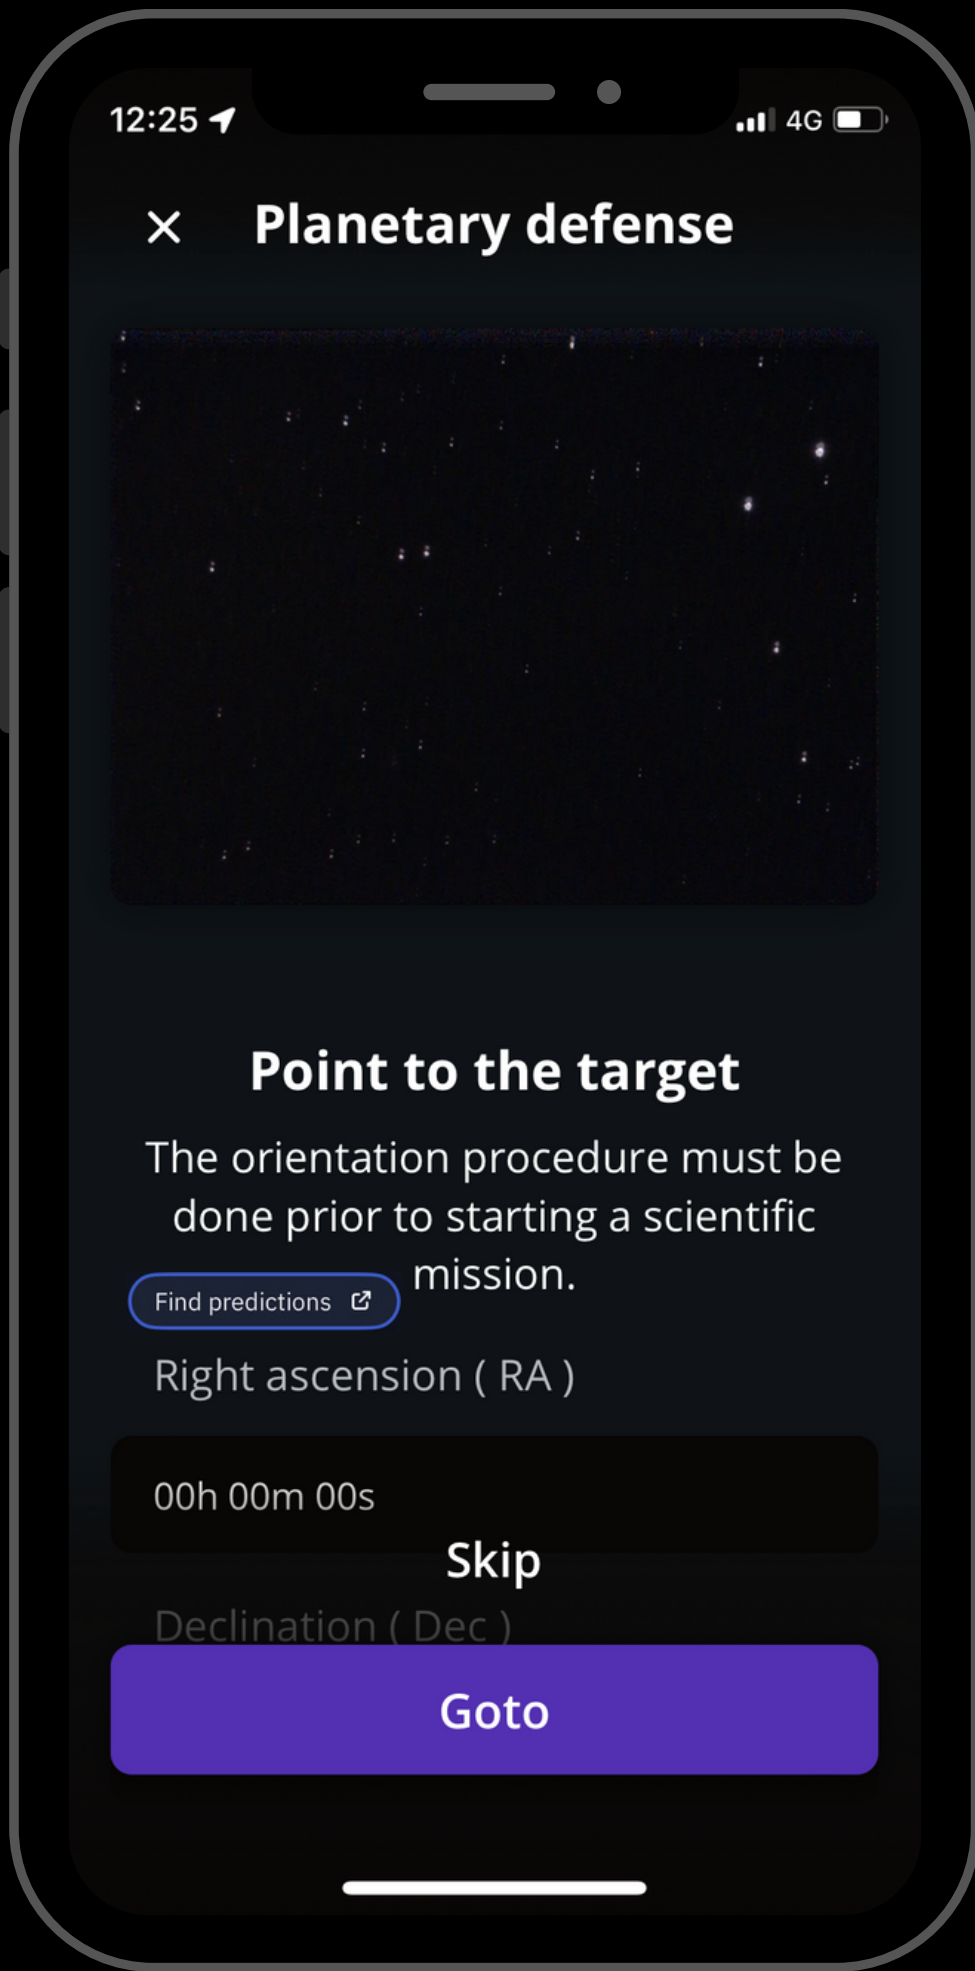 12:25 4G
Planetary defense
Point to the target
The orientation procedure must be
done prior to starting a scientific
mission.
Find predictions
Right ascension ( RA )
00h 00m 00s
Skip
Declination ( Dec )
Goto